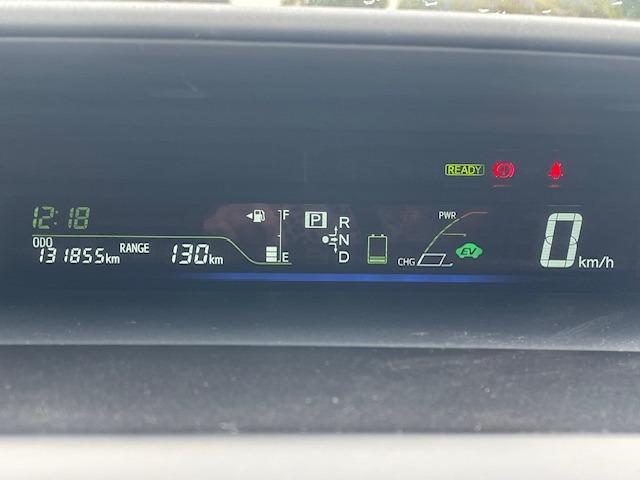 READY
12:18
F
P
R
N
D
E
PWR
CHG
EV
0 km/h
ODO
131855km
RANGE 130km